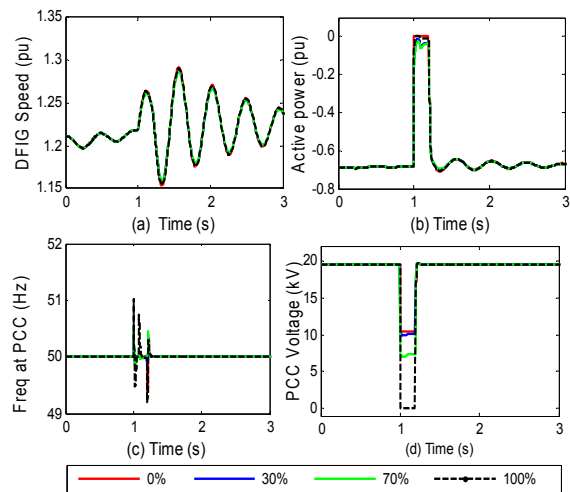 1.35
1.3
1.25
1.2
1.15
DFIG Speed (pu)
0 1 2 3
(a) Time (s)
0
-0.2
-0.4
-0.6
-0.8
Active power (pu)
0 1 2 3
(b) Time (s)
52
51
50
49
Freq at PCC (Hz)
0 1 2 3
(c) Time (s)
20
15
10
5
0
PCC Voltage (kV)
0 1 2 3
(d) Time (s)
0% 30% 70% 100%